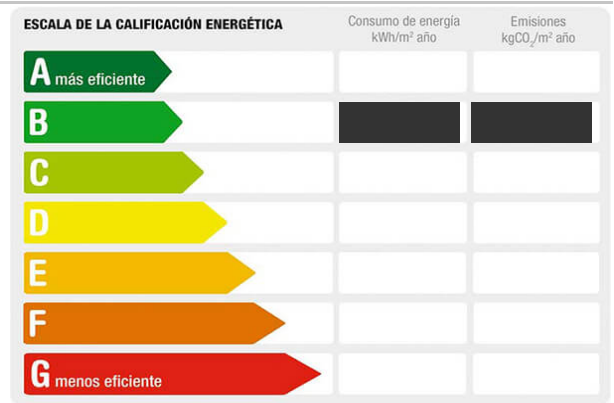 ESCALA DE LA CALIFICACIÓN ENERGÉTICA
Consumo de energía
kWh/m² año
Emisiones
kgCO₂/m² año
A más eficiente
B
C
D
E
F
G menos eficiente